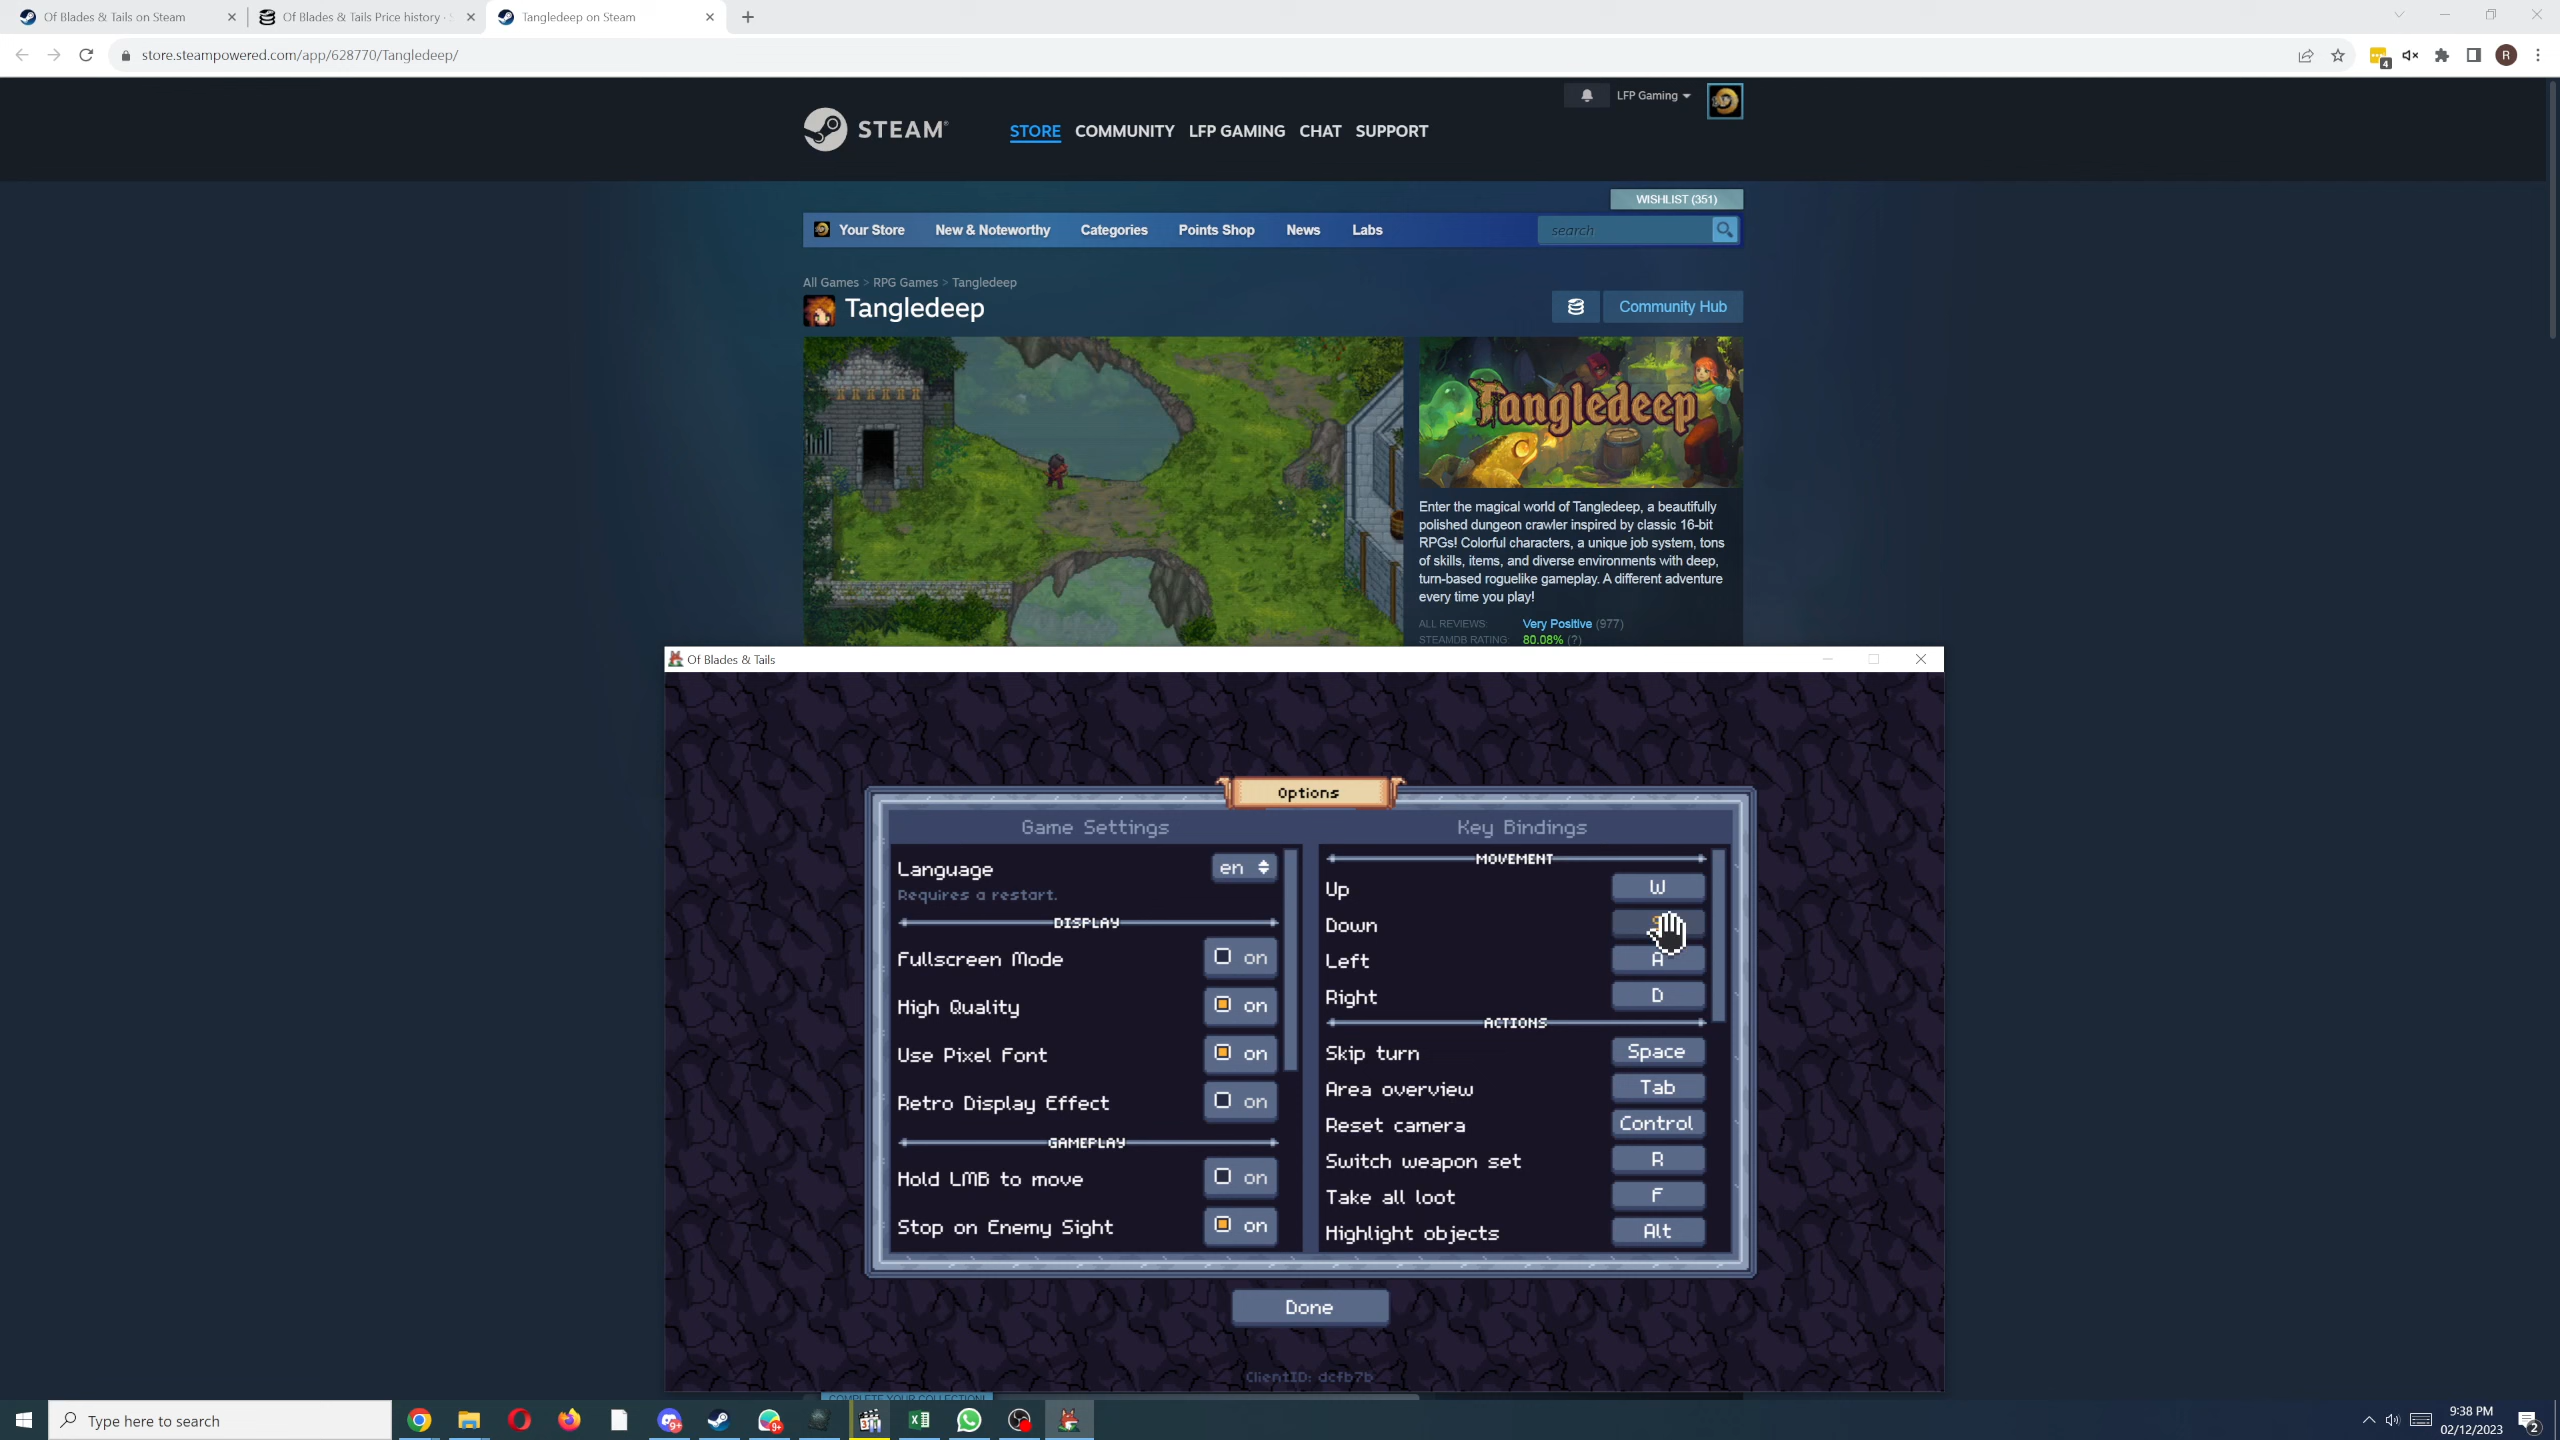 Of Blades & Tails on Steam
Of Blades & Tails Price history ·
Tangledeep on Steam
store.steampowered.com/app/628770/Tangledeep/
4
R
LFP Gaming
STEAM®
STORE COMMUNITY LFP GAMING CHAT SUPPORT
WISHLIST (351)
Your Store New & Noteworthy Categories Points Shop News Labs
search
All Games > RPG Games > Tangledeep
Tangledeep
Community Hub
Tangledeep
Enter the magical world of Tangledeep, a beautifully
polished dungeon crawler inspired by classic 16-bit
RPGs! Colorful characters, a unique job system, tons
of skills, items, and diverse environments with deep,
turn-based roguelike gameplay. A different adventure
every time you play!
ALL REVIEWS: Very Positive (977)
STEAMDB RATING: 80.08% (?)
Of Blades & Tails
Options
Game Settings
Language en
Requires a restart.
DISPLAY
Fullscreen Mode on
High Quality on
Use Pixel Font on
Retro Display Effect on
GAMEPLAY
Hold LMB to move on
Stop on Enemy Sight on
Key Bindings
MOVEMENT
Up W
Down
Left A
Right D
ACTIONS
Skip turn Space
Area overview Tab
Reset camera Control
Switch weapon set R
Take all loot F
Highlight objects Alt
Done
ClientID: dcfb7b
COMPLETE YOUR COLLECTION!
Type here to search
9+
9+
9:38 PM
02/12/2023
2